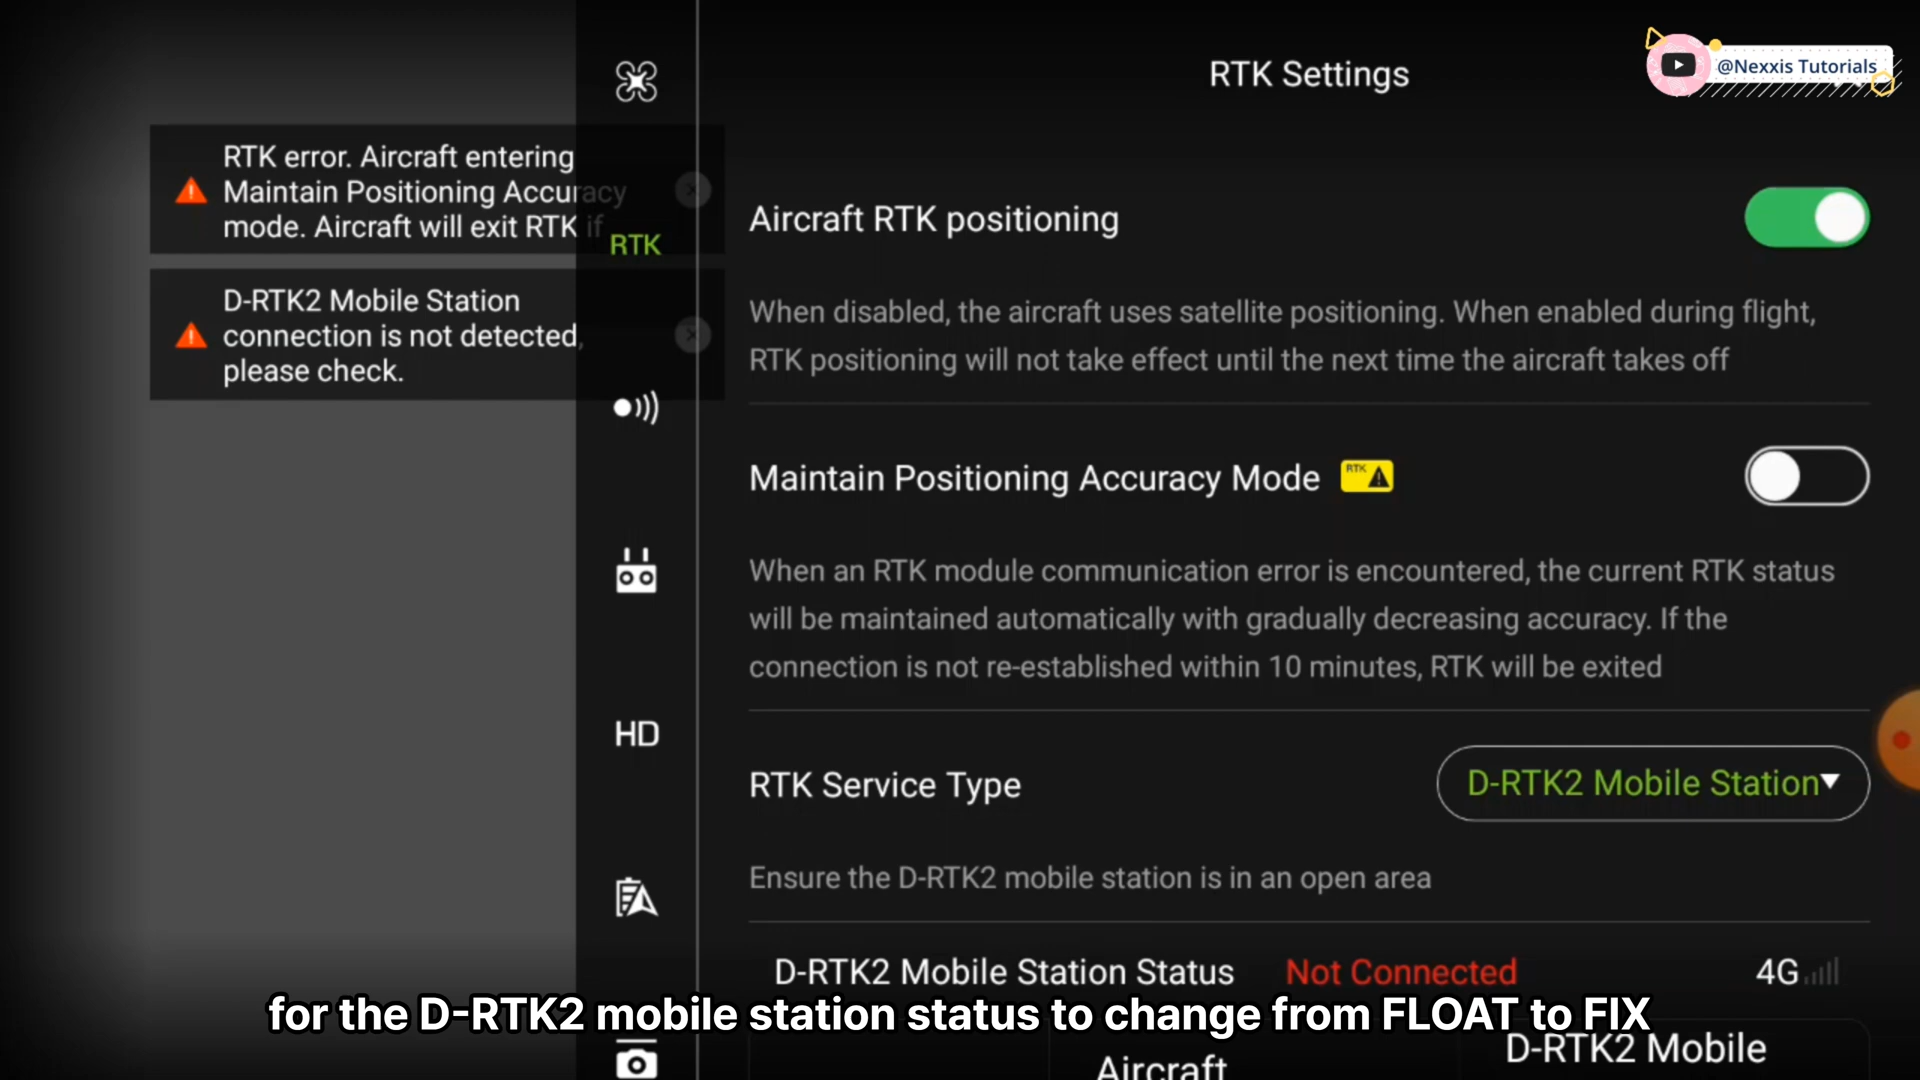 RTK Settings
@Nexxis Tutorials
RTK error. Aircraft entering
Maintain Positioning Accuracy
mode. Aircraft will exit RTK if
D-RTK2 Mobile Station
connection is not detected,
please check.
RTK
HD
Aircraft RTK positioning
When disabled, the aircraft uses satellite positioning. When enabled during flight,
RTK positioning will not take effect until the next time the aircraft takes off
Maintain Positioning Accuracy Mode RTK
When an RTK module communication error is encountered, the current RTK status
will be maintained automatically with gradually decreasing accuracy. If the
connection is not re-established within 10 minutes, RTK will be exited
RTK Service Type
D-RTK2 Mobile Station
Ensure the D-RTK2 mobile station is in an open area
D-RTK2 Mobile Station Status Not Connected 4G
for the D-RTK2 mobile station status to change from FLOAT to FIX
D-RTK2 Mobile
Aircraft